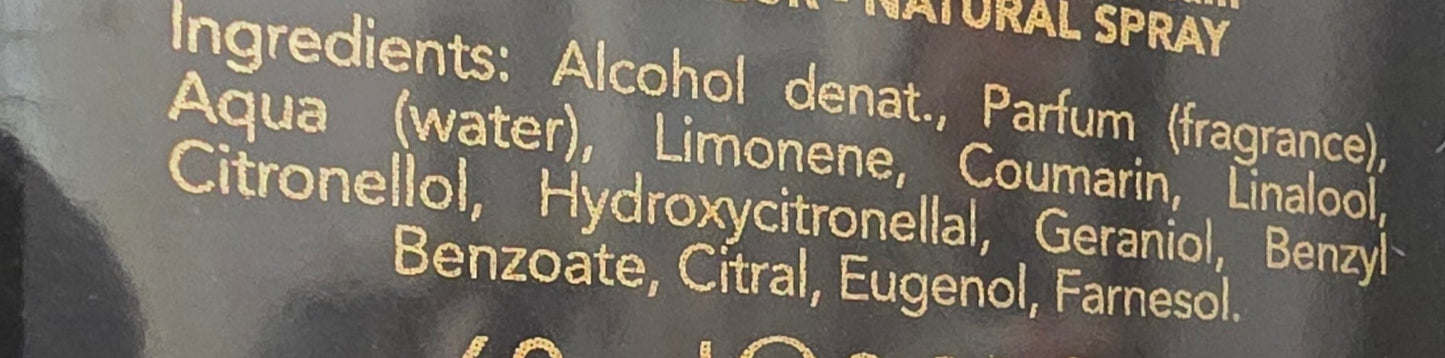 NATURAL SPRAY
Ingredients: Alcohol denat., Parfum (fragrance),
Aqua (water), Limonene, Coumarin, Linalool,
Citronellol, Hydroxycitronellal, Geraniol, Benzyl
Benzoate, Citral, Eugenol, Farnesol.